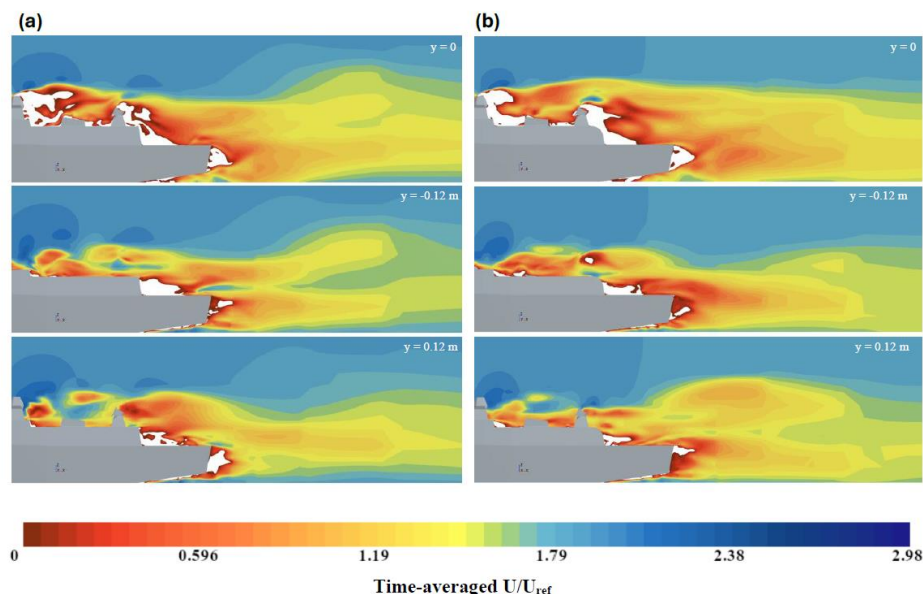 (a)
(b)
y = 0
y = 0
y = -0.12 m
y = -0.12 m
y = 0.12 m
y = 0.12 m
0 0.596 1.19 1.79 2.38 2.98
Time-averaged U/Uref